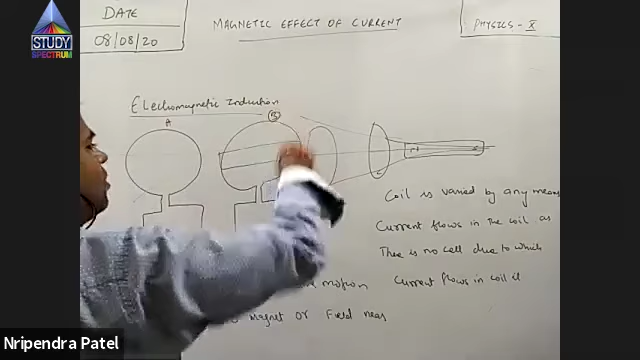 DATE
08/08/20
STUDY
SPECTRUM
MAGNETIC EFFECT OF CURRENT
PHYSICS - X
Electromagnetic Induction
A
B
Coil is varied by any means
Current flows in the coil as
motion
There is no cell due to which
Current flows in coil
magnet or Field near
Nripendra Patel